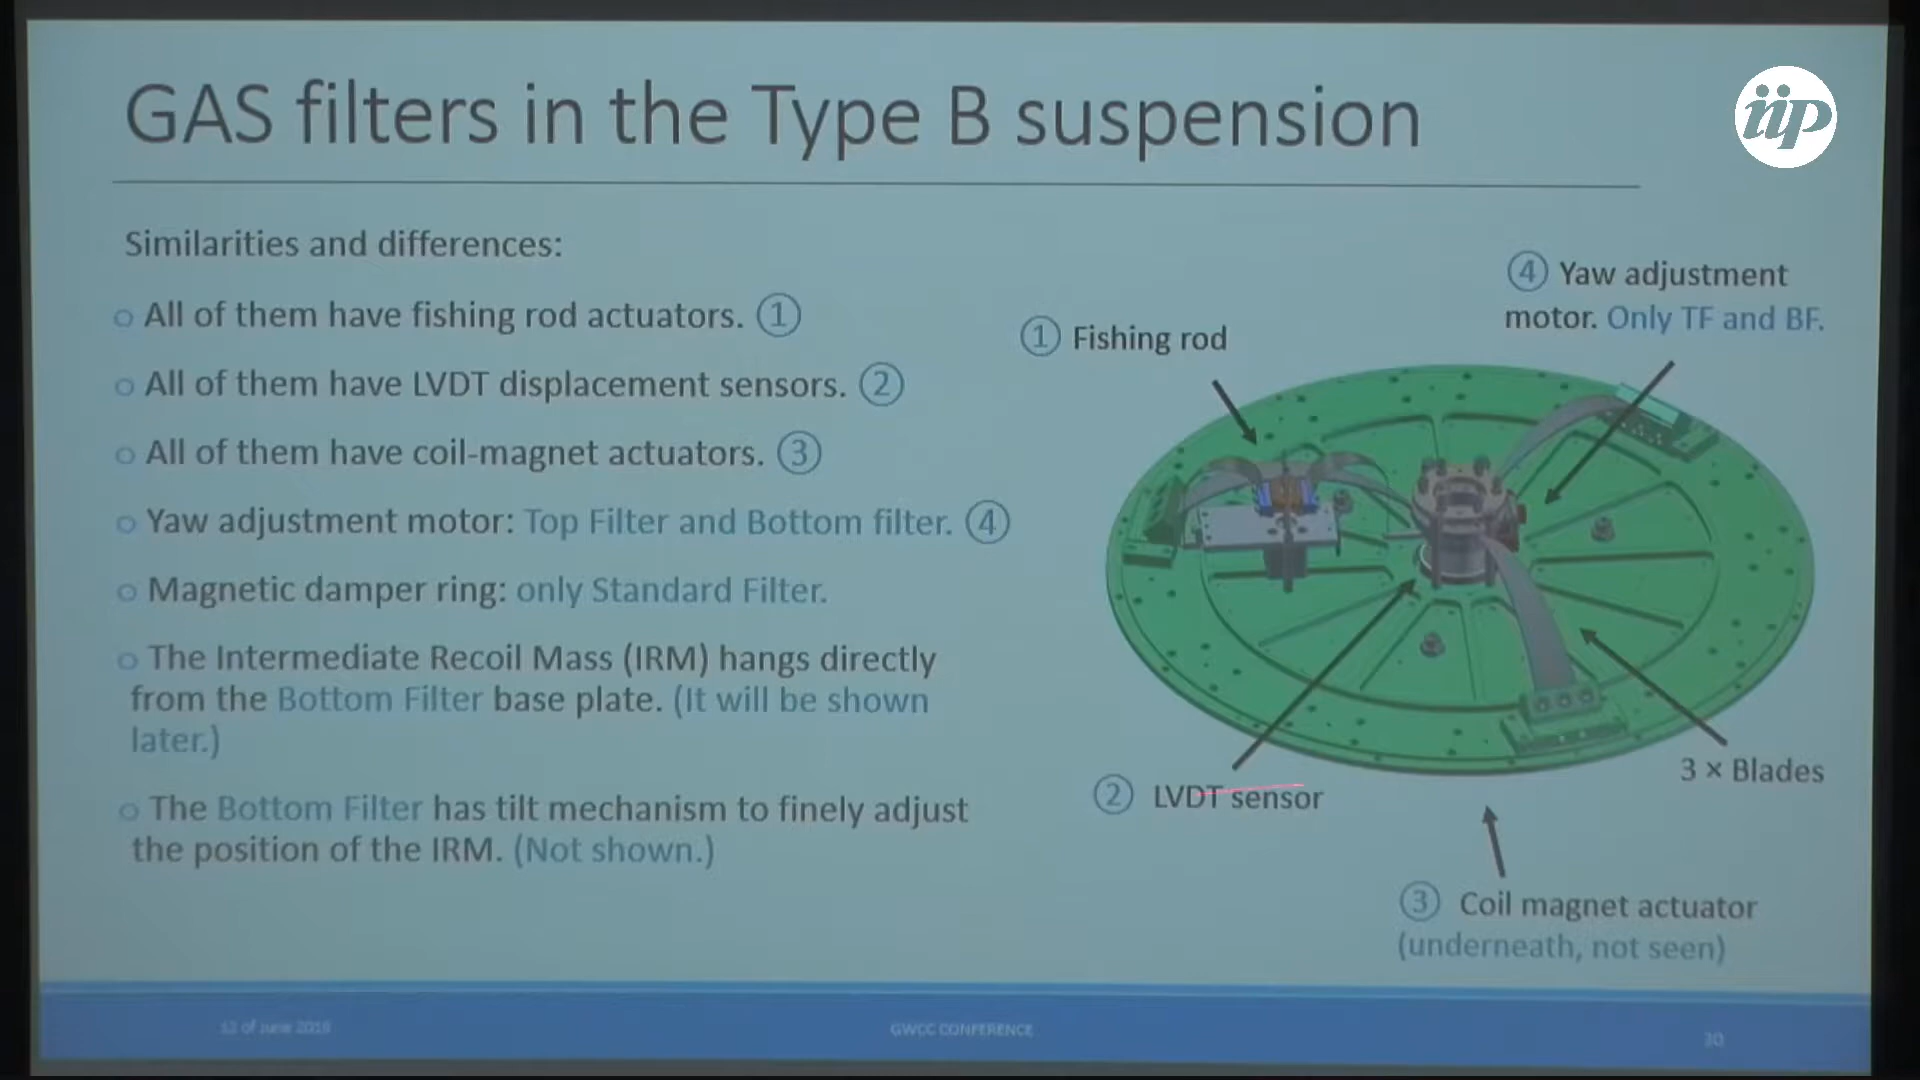 GAS filters in the Type B suspension
iip
Similarities and differences:
o All of them have fishing rod actuators. ①
o All of them have LVDT displacement sensors. ②
o All of them have coil-magnet actuators. ③
o Yaw adjustment motor: Top Filter and Bottom filter. ④
o Magnetic damper ring: only Standard Filter.
o The Intermediate Recoil Mass (IRM) hangs directly
from the Bottom Filter base plate. (It will be shown
later.)
o The Bottom Filter has tilt mechanism to finely adjust
the position of the IRM. (Not shown.)
① Fishing rod
④ Yaw adjustment
motor. Only TF and BF.
② LVDT sensor
3 × Blades
③ Coil magnet actuator
(underneath, not seen)
of June 2018
GWCC CONFERENCE
30